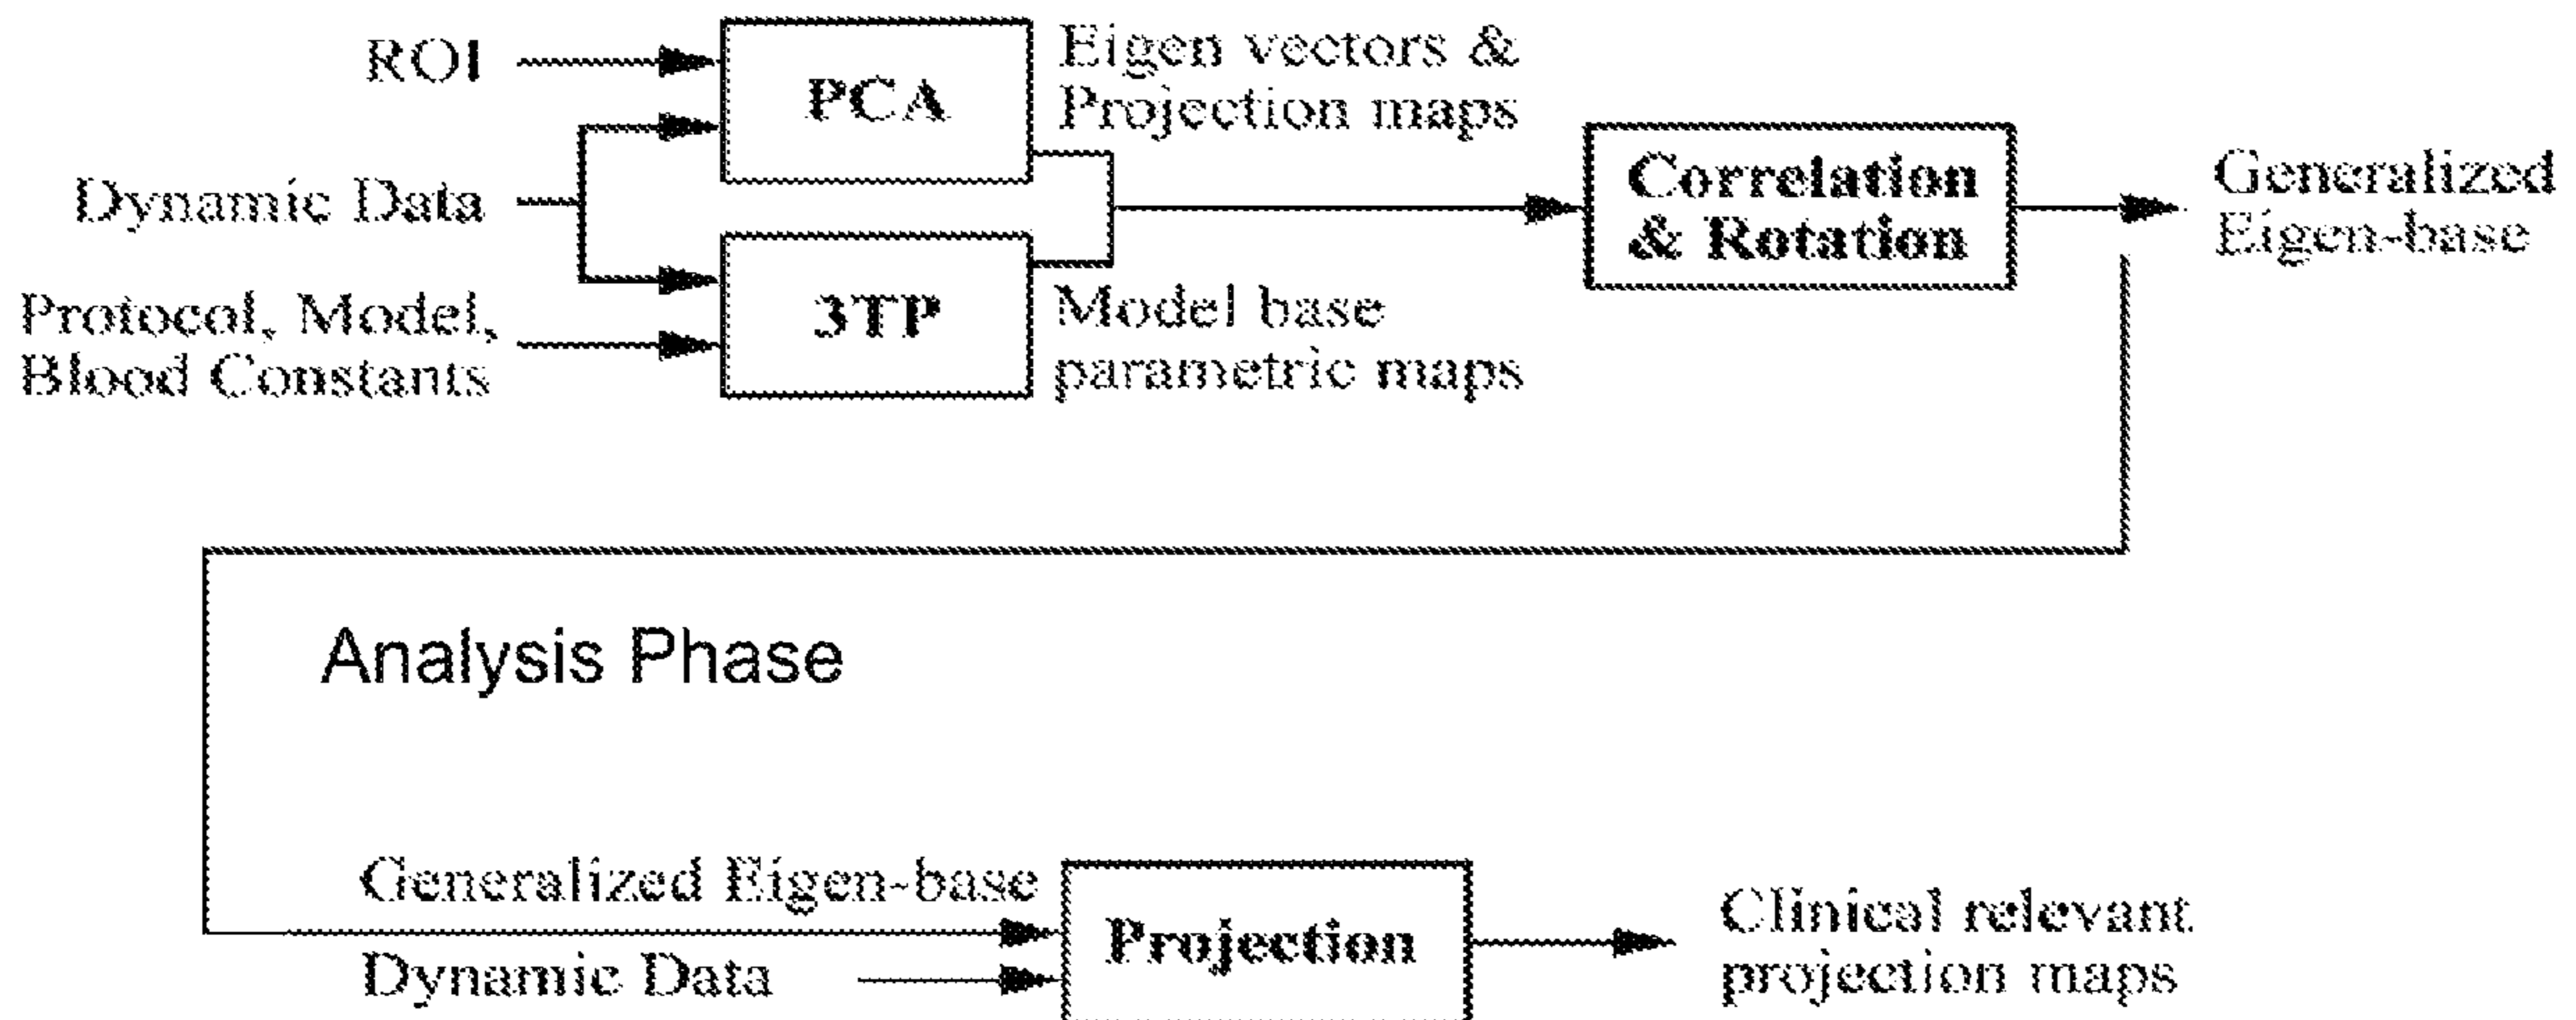 ROI
PCA
Eigen vectors &
Projection maps
Dynamic Data
Correlation
& Rotation
Generalized
Eigen-base
Protocol, Model,
Blood Constants
3TP
Model base
parametric maps
Analysis Phase
Generalized Eigen-base
Dynamic Data
Projection
Clinical relevant
projection maps